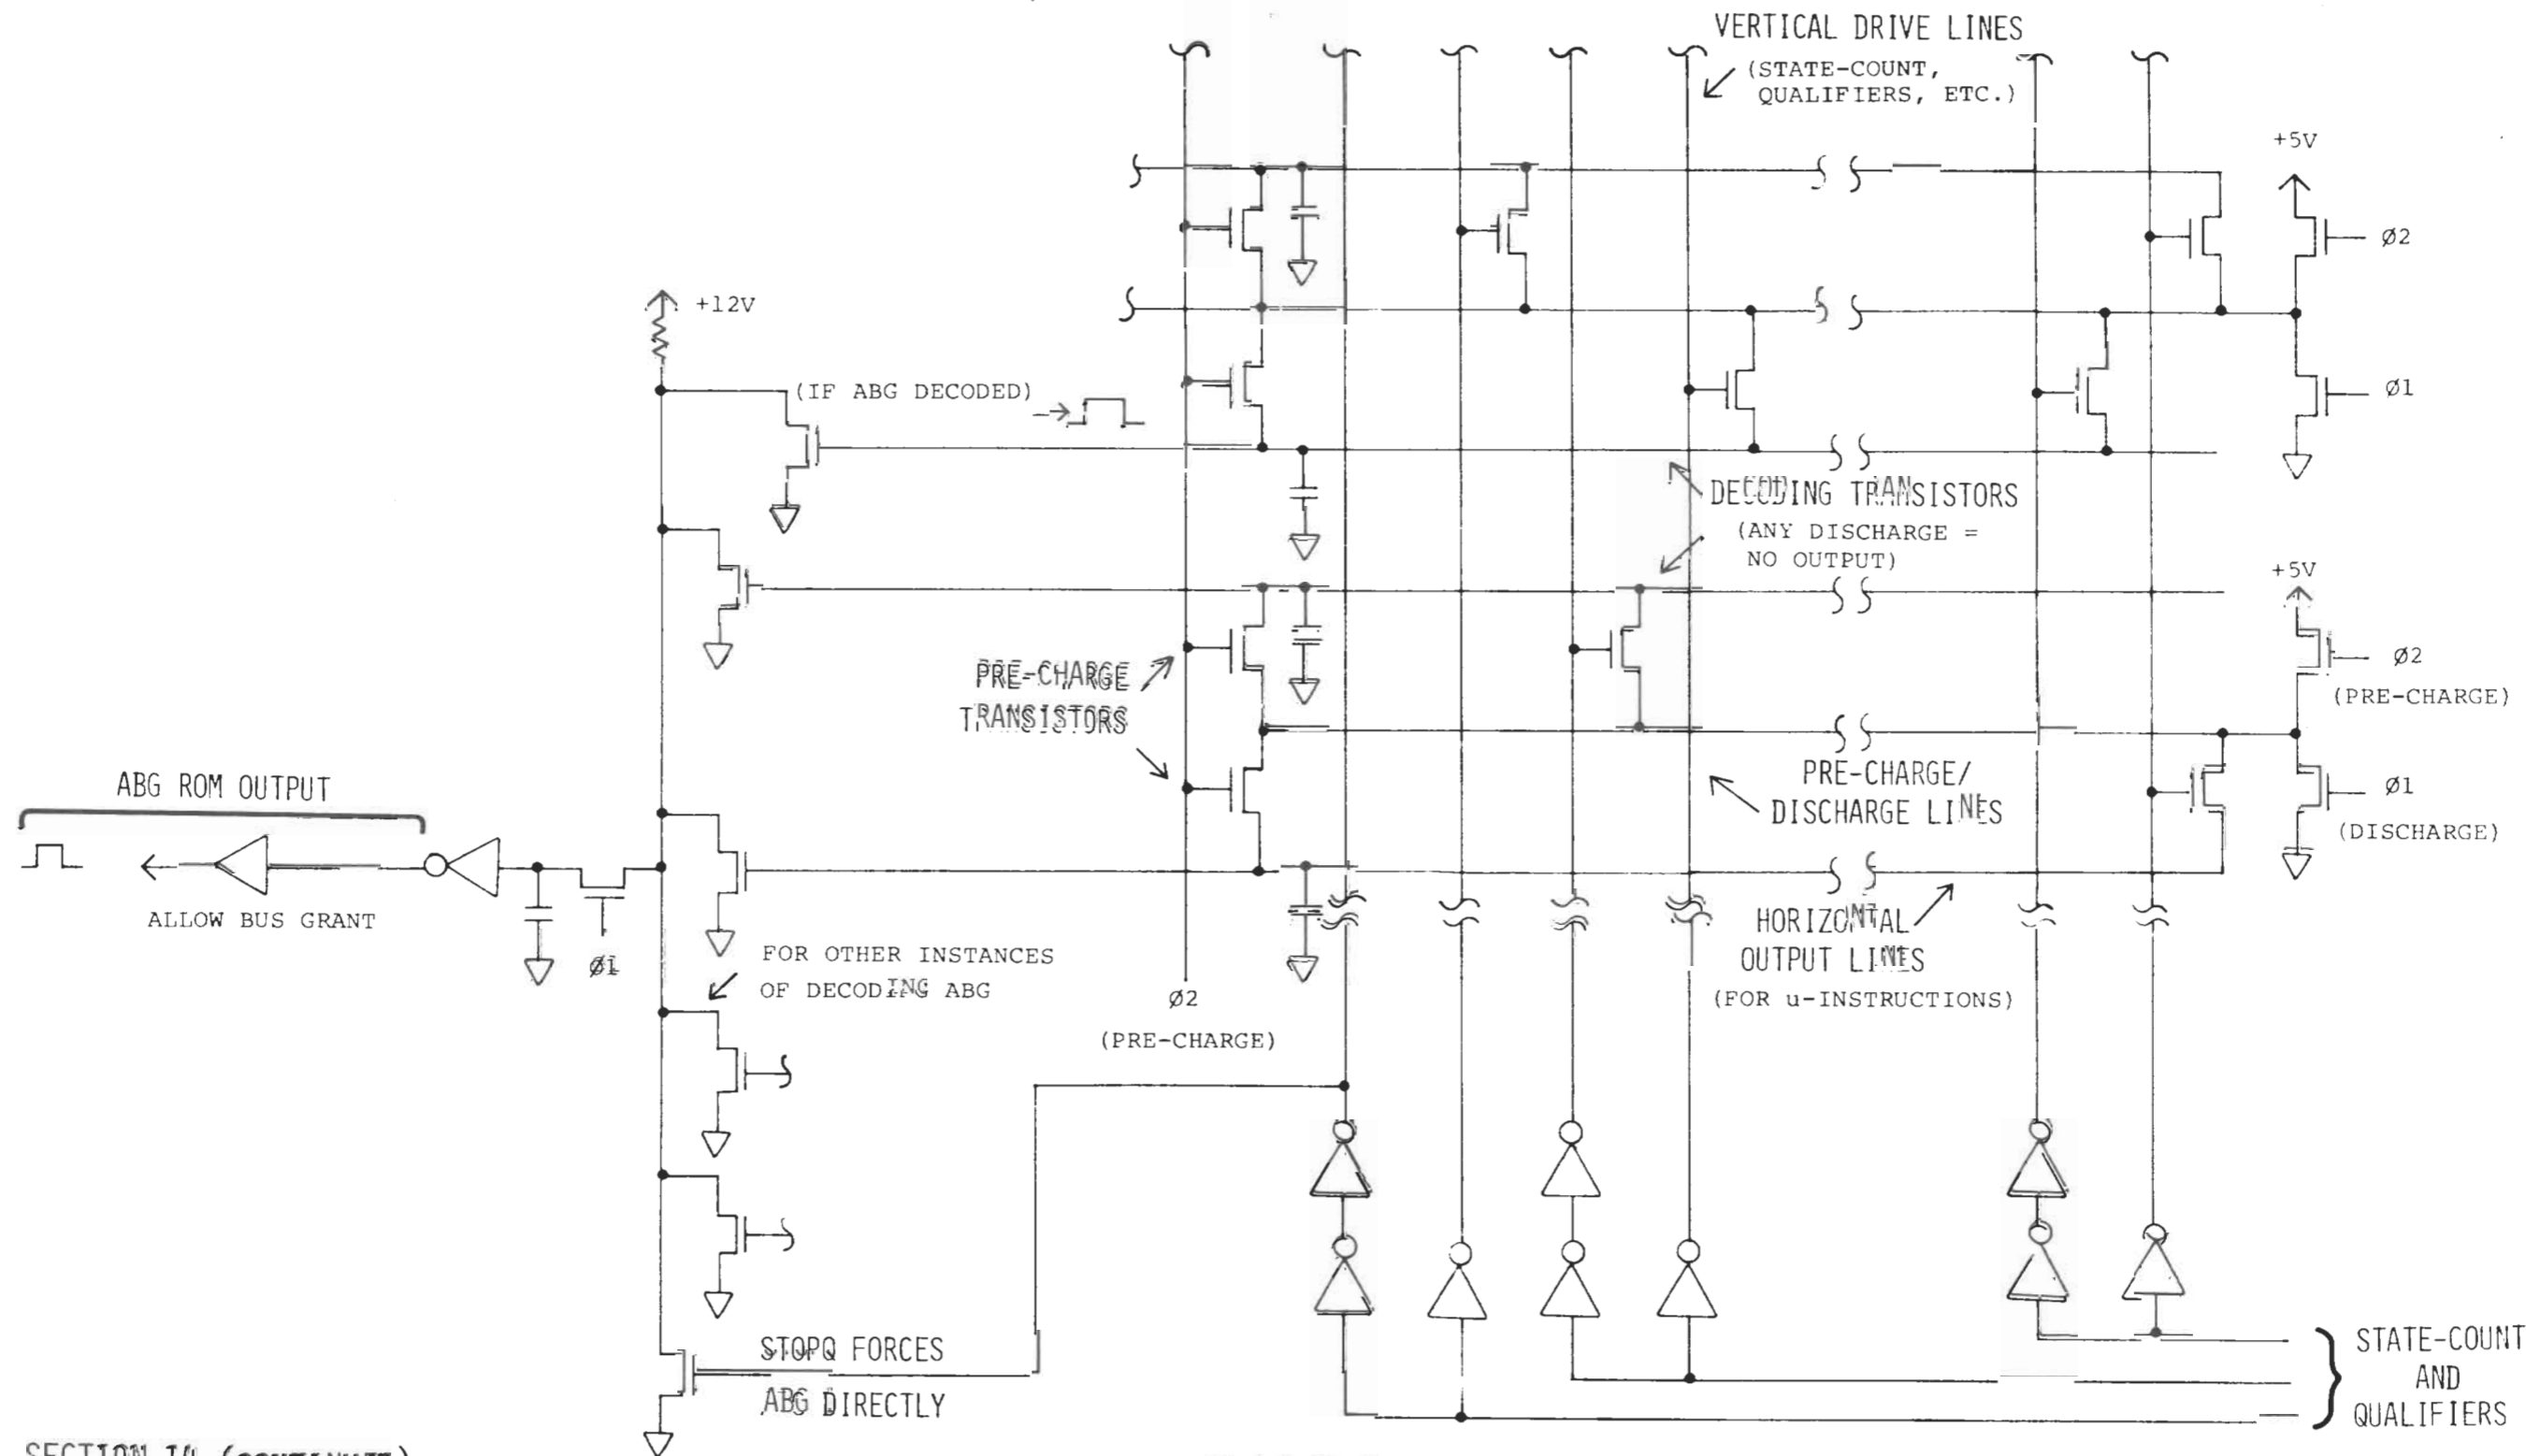 VERTICAL DRIVE LINES
(STATE-COUNT,
QUALIFIERS, ETC.)
+5V
Ø2
+12V
(IF ABG DECODED)
Ø1
DECODING TRANSISTORS
(ANY DISCHARGE =
NO OUTPUT)
+5V
Ø2
(PRE-CHARGE)
PRE-CHARGE
TRANSISTORS
ABG ROM OUTPUT
PRE-CHARGE/
DISCHARGE LINES
Ø1
(DISCHARGE)
ALLOW BUS GRANT
Ø1
FOR OTHER INSTANCES
OF DECODING ABG
HORIZONTAL
OUTPUT LINES
(FOR u-INSTRUCTIONS)
Ø2
(PRE-CHARGE)
STOPQ FORCES
ABG DIRECTLY
STATE-COUNT
AND
QUALIFIERS
SECTION